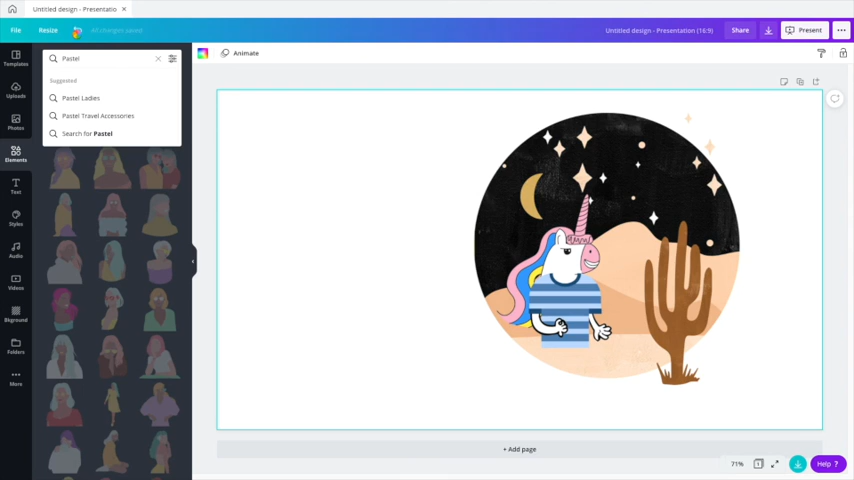 Untitled design - Presentatio
File
Resize
All changes saved
Untitled design - Presentation (16:9)
Share
Present
Templates
Uploads
Photos
Elements
Text
Styles
Audio
Videos
Bkground
Folders
More
Pastel
Suggested
Pastel Ladies
Pastel Travel Accessories
Search for Pastel
Animate
+ Add page
71%
1
Help ?